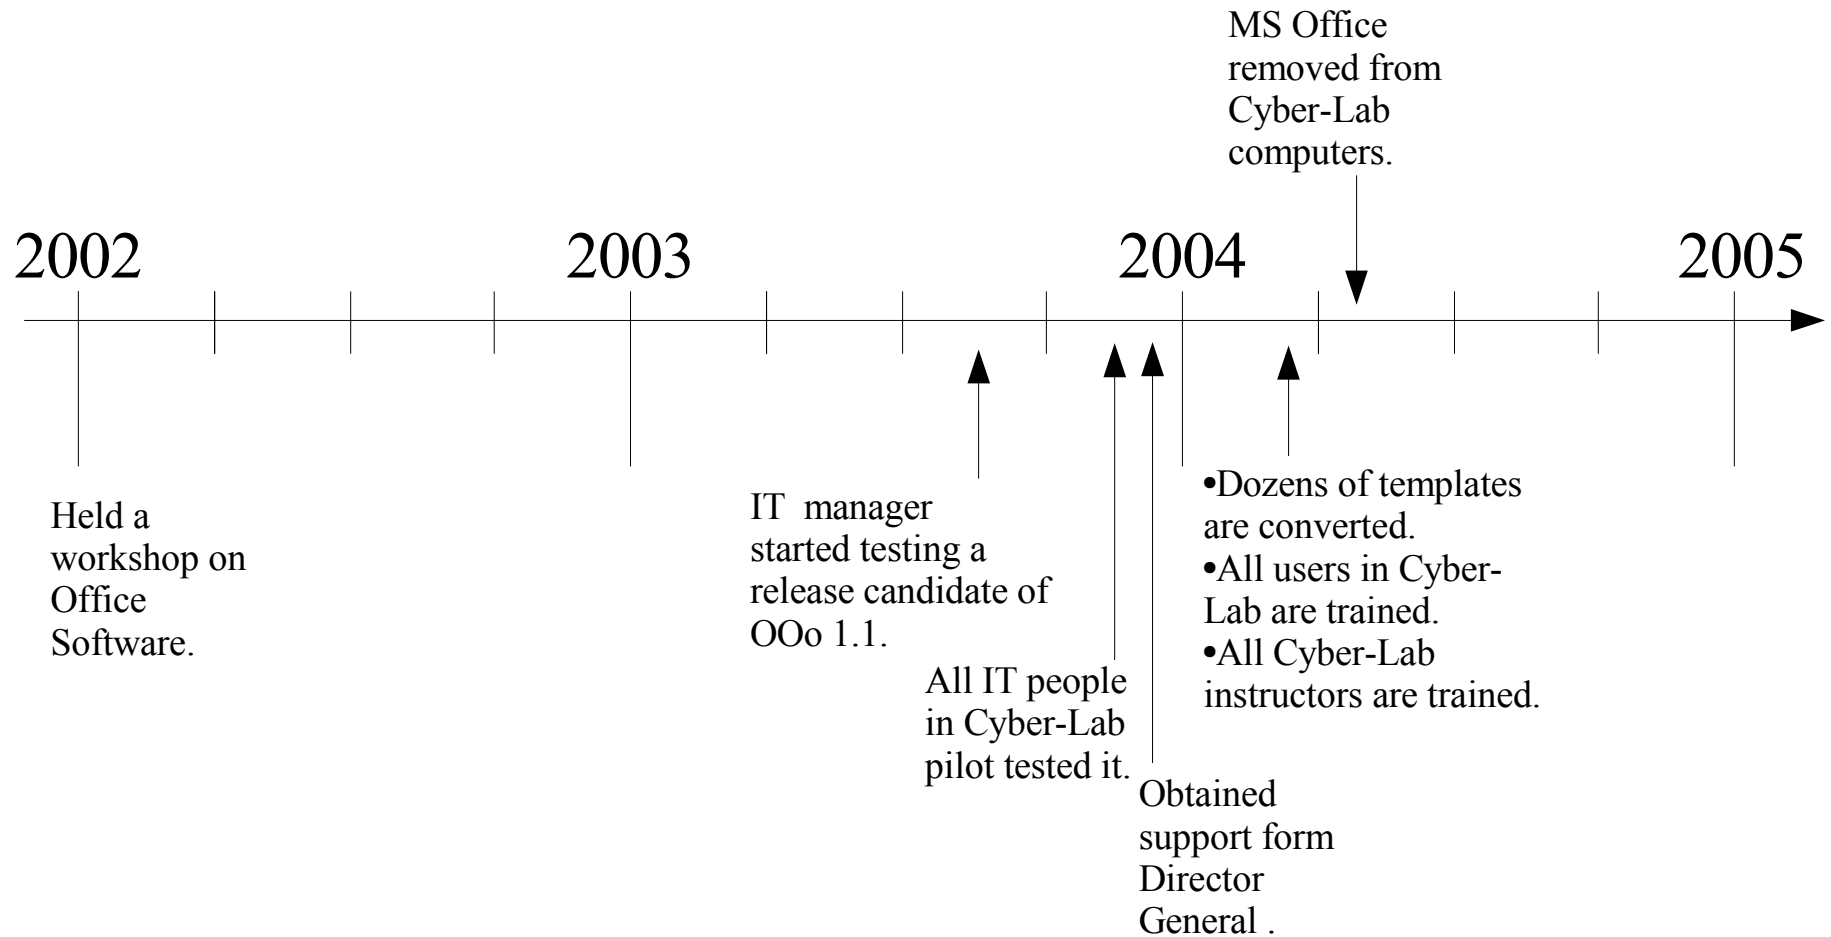 MS Office
removed from
Cyber-Lab
computers.
2002
2003
2004
2005
Held a
workshop on
Office
Software.
IT  manager
started testing a
release candidate of
OOo 1.1.
All IT people
in Cyber-Lab
pilot tested it.
Obtained
support form
Director
General .
•Dozens of templates
are converted.
•All users in Cyber-
Lab are trained.
•All Cyber-Lab
instructors are trained.